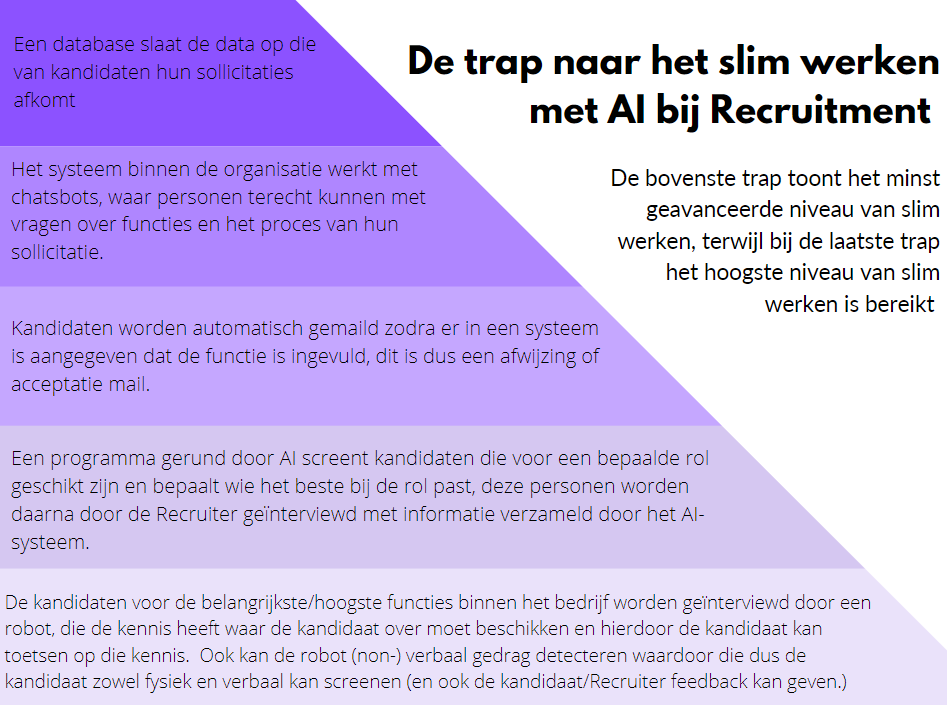 De trap naar het slim werken
met AI bij Recruitment
De bovenste trap toont het minst
geavanceerde niveau van slim
werken, terwijl bij de laatste trap
het hoogste niveau van slim
werken is bereikt
Een database slaat de data op die
van kandidaten hun sollicitaties
afkomt
Het systeem binnen de organisatie werkt met
chatsbots, waar personen terecht kunnen met
vragen over functies en het proces van hun
sollicitatie.
Kandidaten worden automatisch gemaild zodra er in een systeem
is aangegeven dat de functie is ingevuld, dit is dus een afwijzing of
acceptatie mail.
Een programma gerund door AI screent kandidaten die voor een bepaalde rol
geschikt zijn en bepaalt wie het beste bij de rol past, deze personen worden
daarna door de Recruiter geïnterviewd met informatie verzameld door het AI-
systeem.
De kandidaten voor de belangrijkste/hoogste functies binnen het bedrijf worden geïnterviewd door een
robot, die de kennis heeft waar de kandidaat over moet beschikken en hierdoor de kandidaat kan
toetsen op die kennis.  Ook kan de robot (non-) verbaal gedrag detecteren waardoor die dus de
kandidaat zowel fysiek en verbaal kan screenen (en ook de kandidaat/Recruiter feedback kan geven.)